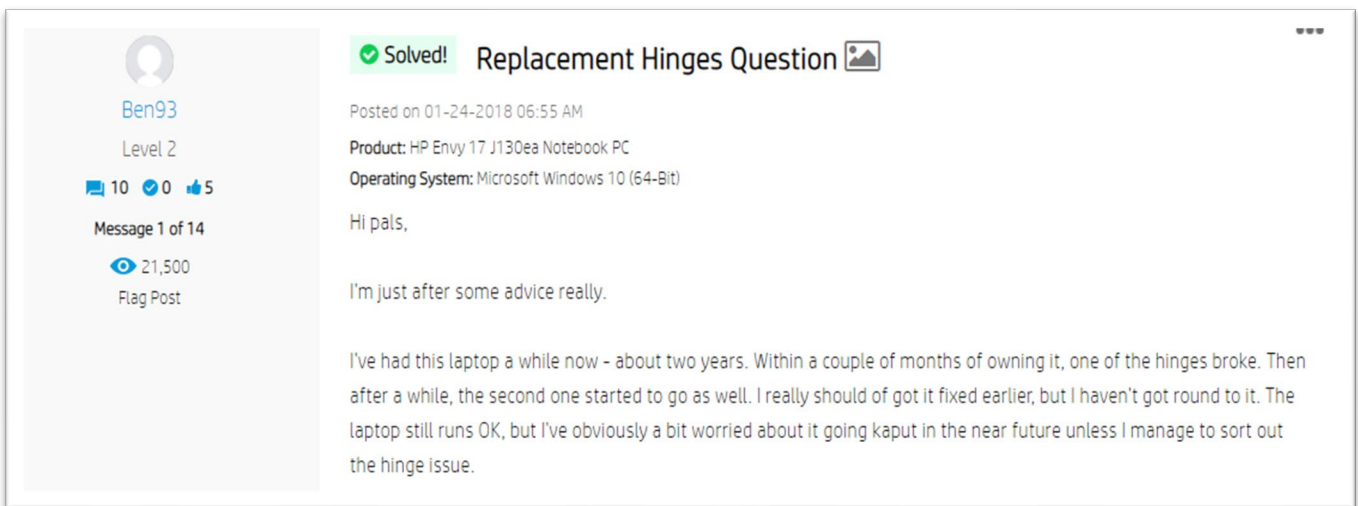 Solved! Replacement Hinges Question
Ben93
Level 2
10 0 5
Message 1 of 14
21,500
Flag Post
Posted on 01-24-2018 06:55 AM
Product: HP Envy 17 J130ea Notebook PC
Operating System: Microsoft Windows 10 (64-Bit)
Hi pals,
I'm just after some advice really.
I've had this laptop a while now - about two years. Within a couple of months of owning it, one of the hinges broke. Then
after a while, the second one started to go as well. I really should of got it fixed earlier, but I haven't got round to it. The
laptop still runs OK, but I've obviously a bit worried about it going kaput in the near future unless I manage to sort out
the hinge issue.